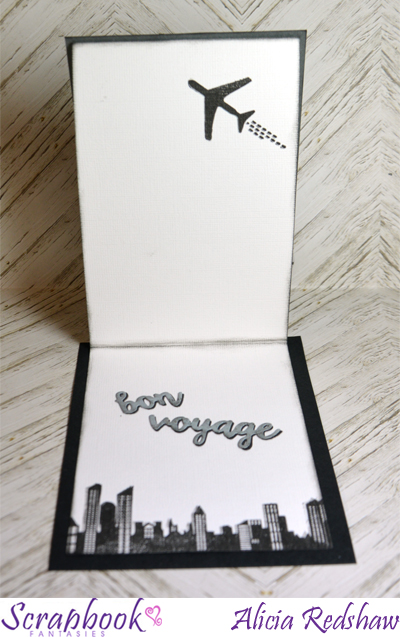 bon
voyage
Scrapbook
FANTASIES
Alicia Redshaw